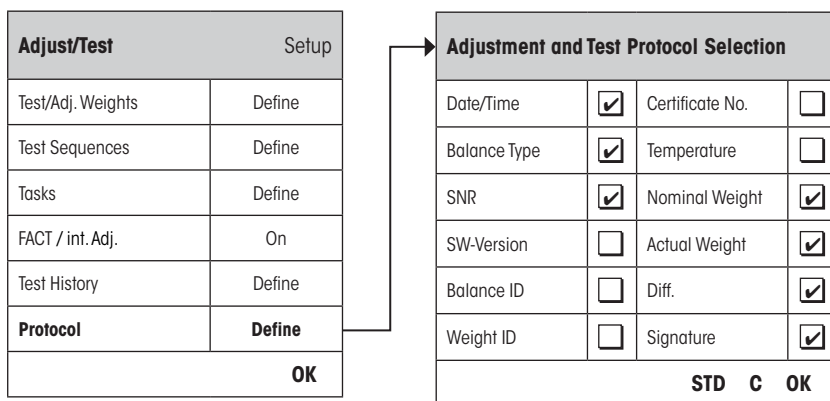 Adjust/Test Setup
Test/Adj. Weights Define
Test Sequences Define
Tasks Define
FACT / int. Adj. On
Test History Define
Protocol Define
OK
Adjustment and Test Protocol Selection
Date/Time Certificate No.
Balance Type Temperature
SNR Nominal Weight
SW-Version Actual Weight
Balance ID Diff.
Weight ID Signature
STD C OK